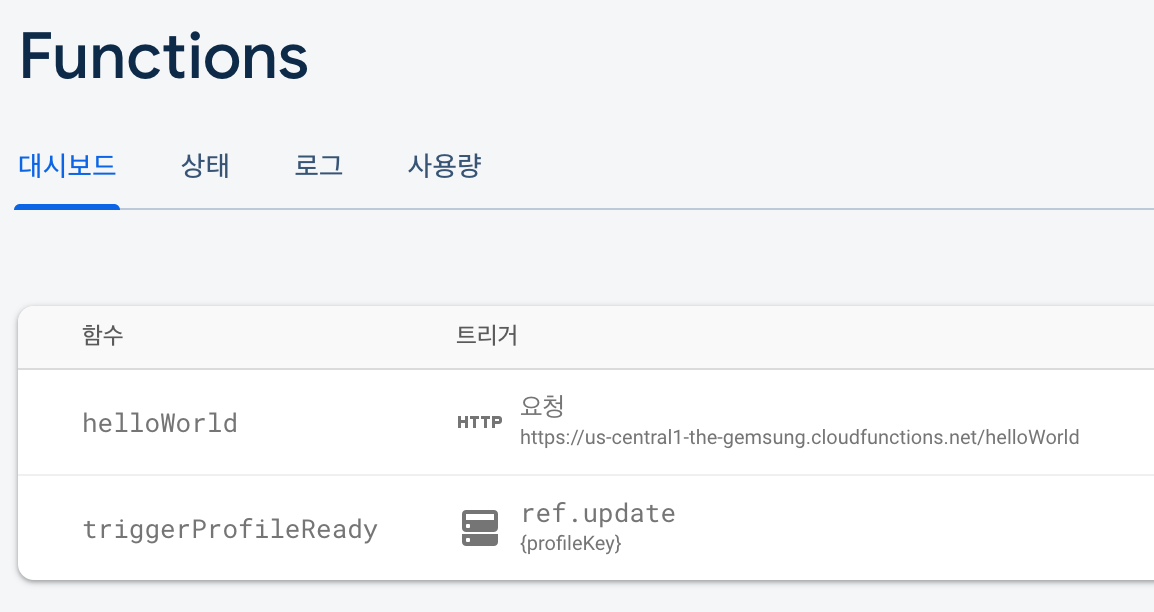 Functions
대시보드 상태 로그 사용량
함수 트리거
helloWorld HTTP 요청
https://us-central1-the-gemsung.cloudfunctions.net/helloWorld
triggerProfileReady ref.update
{profileKey}